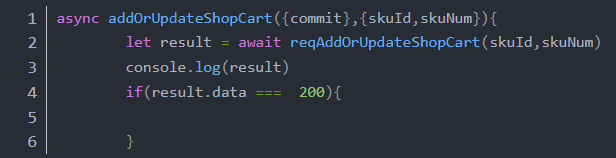 1 async addOrUpdateShopCart({commit},{skuId,skuNum}){
2 let result = await reqAddOrUpdateShopCart(skuId,skuNum)
3 console.log(result)
4 if(result.data ===  200){
5
6 }